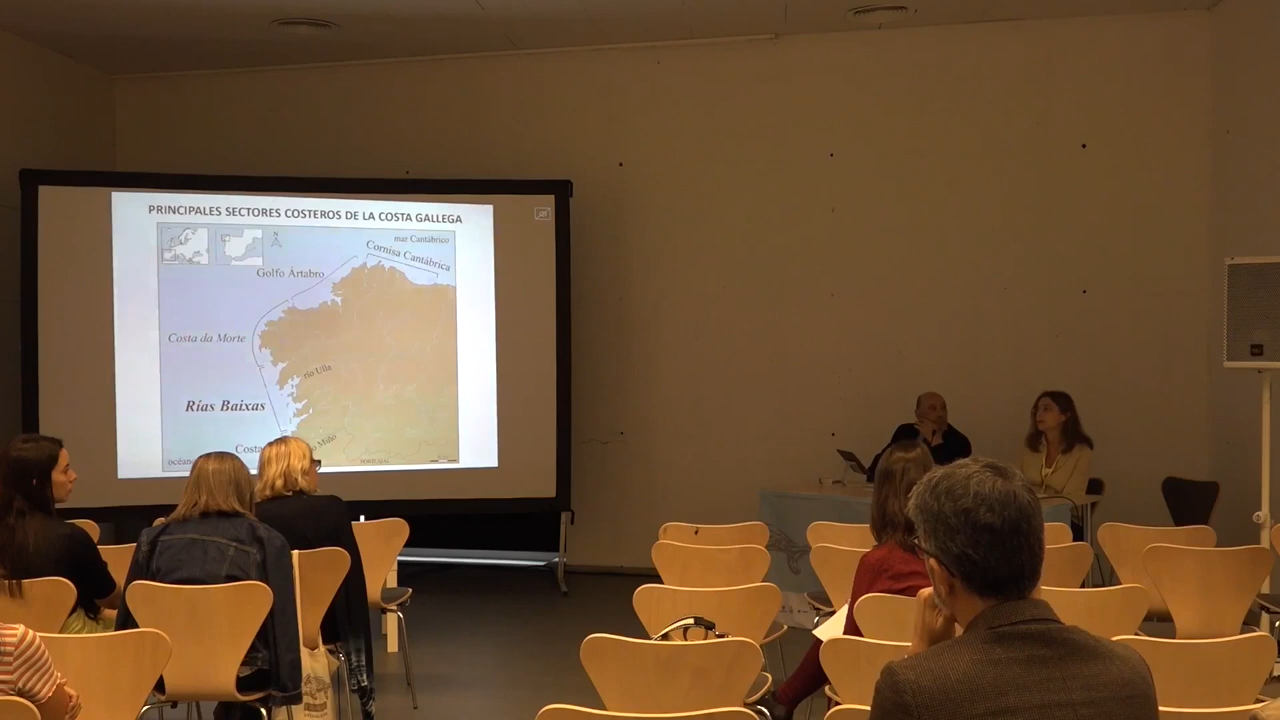 PRINCIPALES SECTORES COSTEROS DE LA COSTA GALLEGA
N
mar Cantábrico
Cornisa Cantábrica
Golfo Ártabro
Costa da Morte
río Ulla
Rías Baixas
Costa
Miño
PORTUGAL